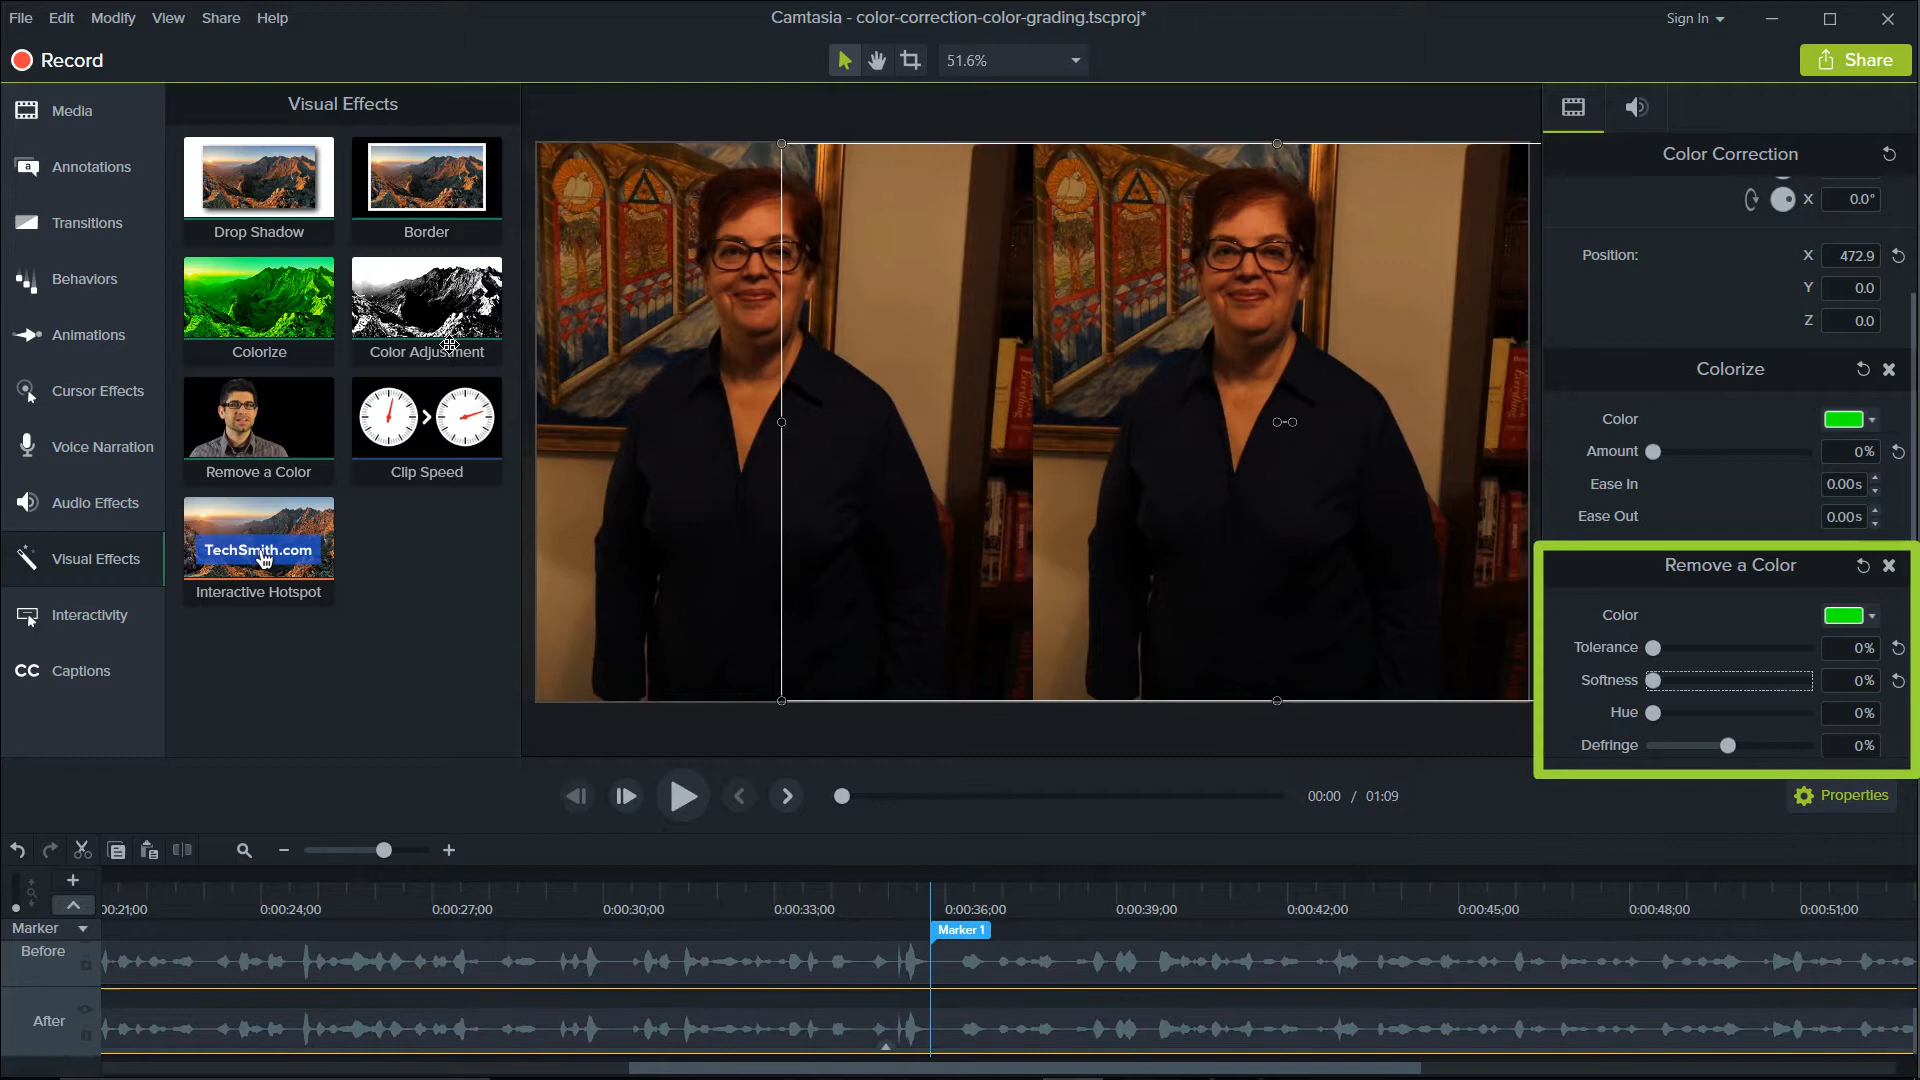 File Edit Modify View Share Help
Camtasia - color-correction-color-grading.tscproj*
Sign In
Record
51.6%
Share
Media
Annotations
Transitions
Behaviors
Animations
Cursor Effects
Voice Narration
Audio Effects
Visual Effects
Interactivity
CC Captions
Visual Effects
Drop Shadow
Border
Colorize
Color Adjustment
Remove a Color
Clip Speed
TechSmith.com
Interactive Hotspot
Color Correction
X 0.0°
Position: X 472.9
Y 0.0
Z 0.0
Colorize
Color
Amount 0%
Ease In 0.00s
Ease Out 0.00s
Remove a Color
Color
Tolerance 0%
Softness 0%
Hue 0%
Defringe 0%
00:00 / 01:09
Properties
0:00:21;00 0:00:24;00 0:00:27;00 0:00:30;00 0:00:33;00 0:00:36;00 0:00:39;00 0:00:42;00 0:00:45;00 0:00:48;00 0:00:51;00
Marker
Marker 1
Before
After